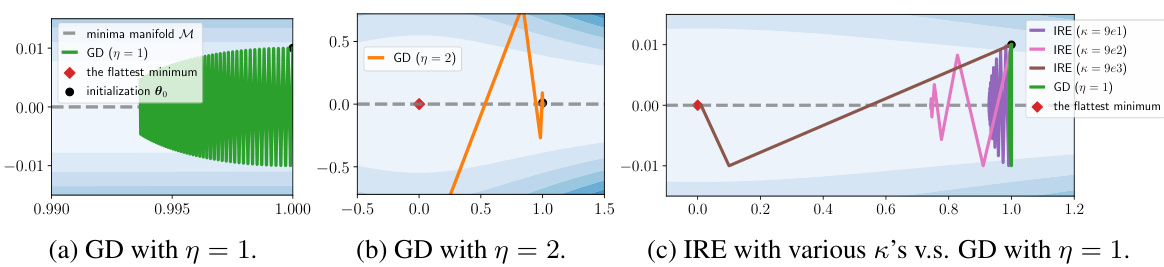 minima manifold ℳ
GD (η = 1)
the flattest minimum
initialization θ₀
0.01
0.00
−0.01
0.990
0.995
1.000
GD (η = 2)
0.5
0.0
−0.5
−0.5
0.0
0.5
1.0
1.5
IRE (κ = 9e1)
IRE (κ = 9e2)
IRE (κ = 9e3)
GD (η = 1)
the flattest minimum
0.01
0.00
−0.01
0.0
0.2
0.4
0.6
0.8
1.0
1.2
(a) GD with η = 1.
(b) GD with η = 2.
(c) IRE with various κ's v.s. GD with η = 1.